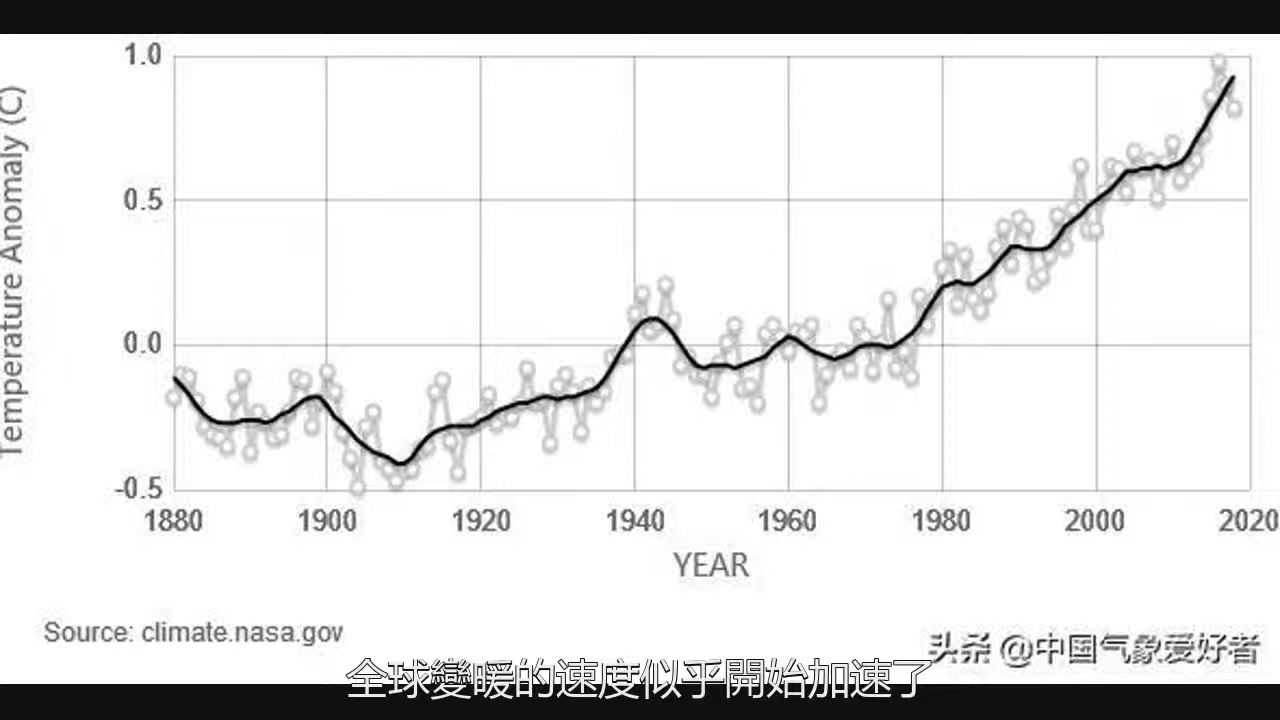 1.0
0.5
0.0
-0.5
Temperature Anomaly (C)
1880 1900 1920 1940 1960 1980 2000 2020
YEAR
Source: climate.nasa.gov
头条 @中国气象爱好者
全球變暖的速度似乎開始加速了